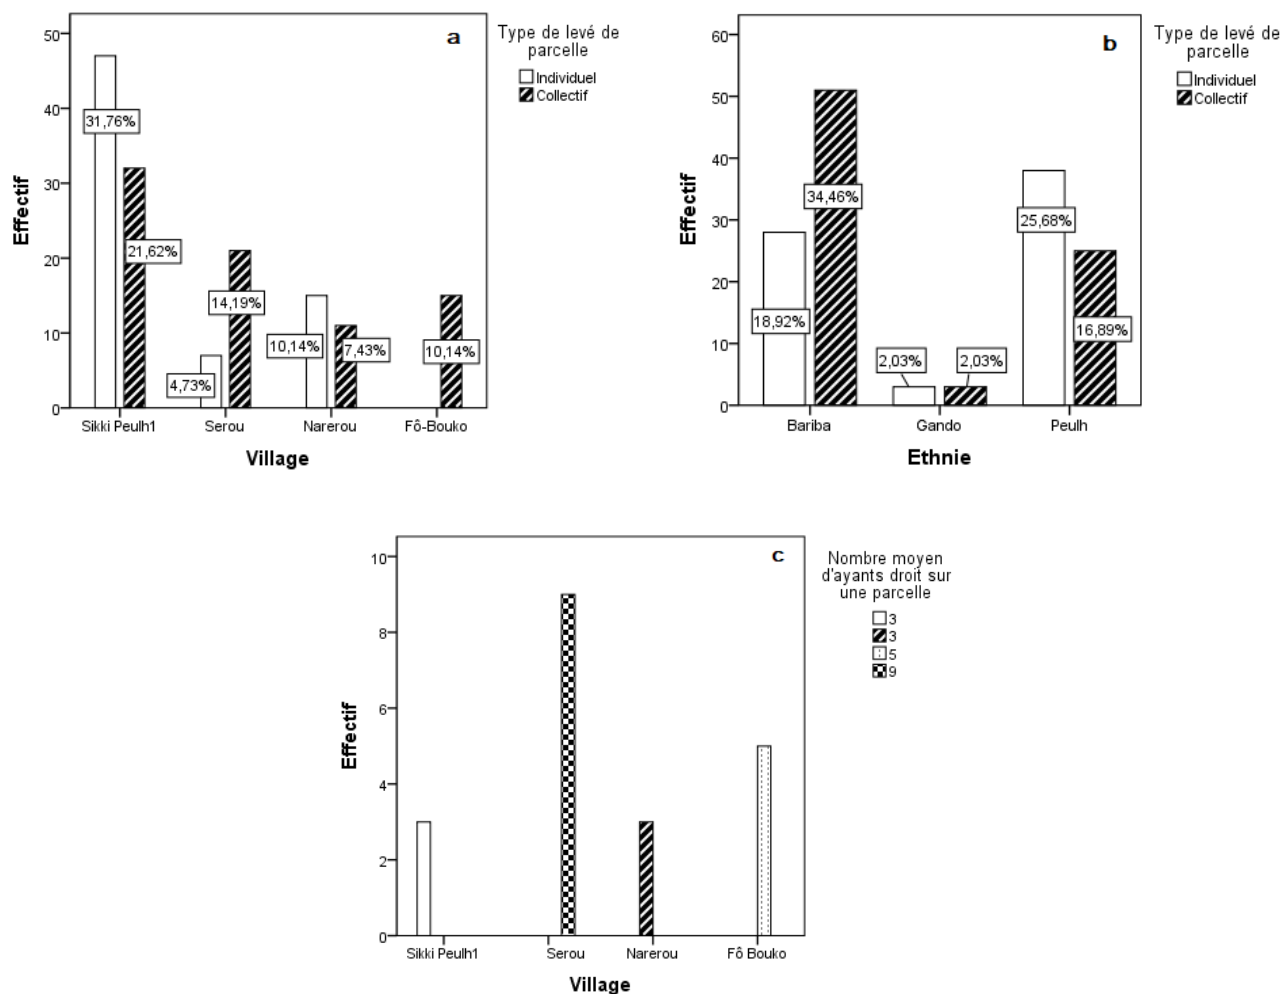 a
Type de levé de
parcelle
Individuel
Collectif
Effectif
50
40
30
20
10
0
31,76%
21,62%
4,73%
14,19%
10,14%
7,43%
10,14%
Sikki Peulh1
Serou
Narerou
Fô-Bouko
Village
b
Type de levé de
parcelle
Individuel
Collectif
Effectif
60
50
40
30
20
10
0
18,92%
34,46%
2,03%
2,03%
25,68%
16,89%
Bariba
Gando
Peulh
Ethnie
c
Nombre moyen
d'ayants droit sur
une parcelle
3
3
5
9
Effectif
10
8
6
4
2
0
Sikki Peulh1
Serou
Narerou
Fô Bouko
Village